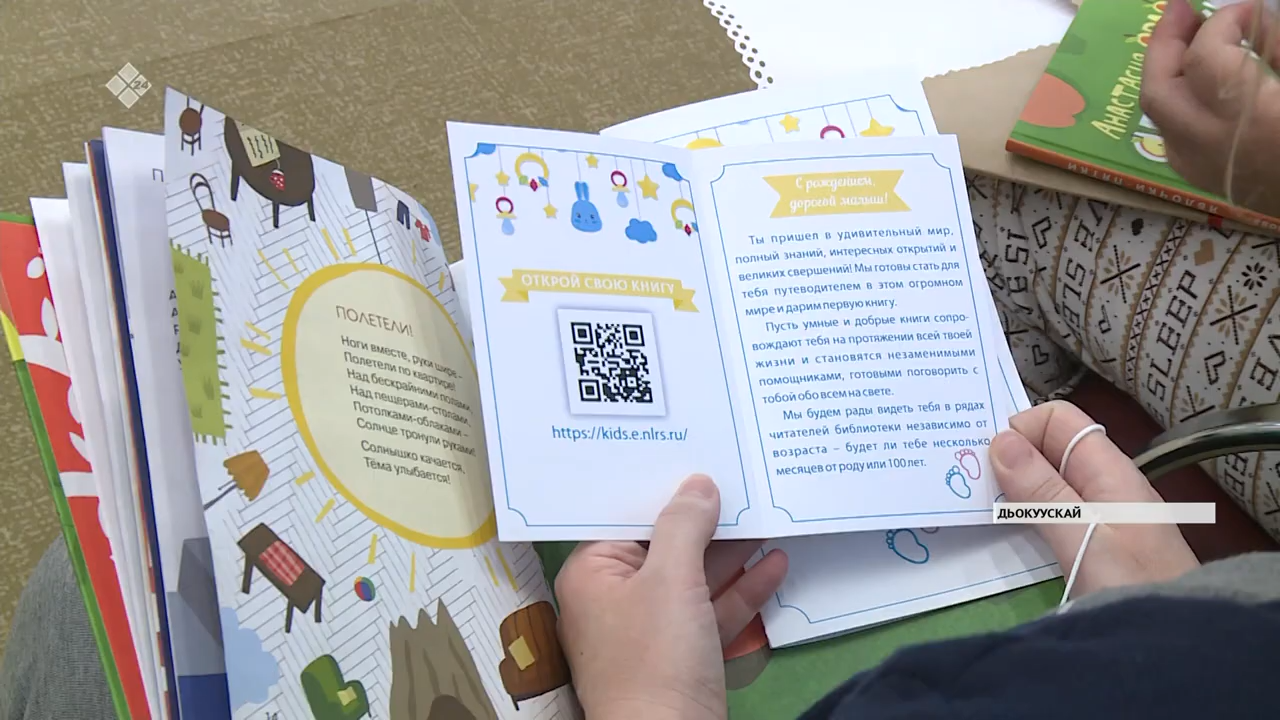 24
ПОЛЕТЕЛИ!
Ноги вместе, руки шире –
Полетели по квартире!
Над бескрайними полами,
Над пещерами-столами,
Потолками-облаками –
Солнце тронули руками!
Солнышко качается,
Тёма улыбается!
14
ОТКРОЙ СВОЮ КНИГУ
https://kids.e.nlrs.ru/
С рождением,
дорогой малыш!
Ты пришел в удивительный мир,
полный знаний, интересных открытий и
великих свершений! Мы готовы стать для
тебя путеводителем в этом огромном
мире и дарим первую книгу.
Пусть умные и добрые книги сопро-
вождают тебя на протяжении всей твоей
жизни и становятся незаменимыми
помощниками, готовыми поговорить с
тобой обо всем на свете.
Мы будем рады видеть тебя в рядах
читателей библиотеки независимо от
возраста – будет ли тебе несколько
месяцев от роду или 100 лет.
АНАСТАСИЯ
ЯБЛОЧКИ-ПЯТКИ
SLEEP
ДЬОКУУСКАЙ